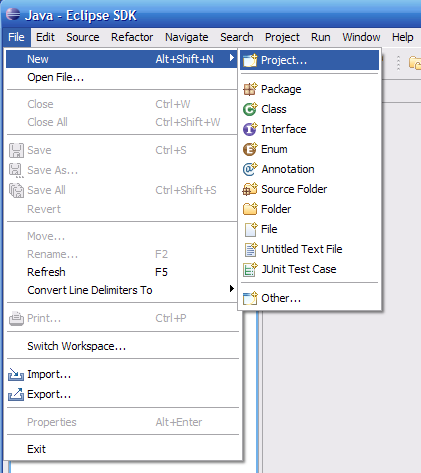 Java - Eclipse SDK
File Edit Source Refactor Navigate Search Project Run Window Help
New Alt+Shift+N
Open File...
Close Ctrl+W
Close All Ctrl+Shift+W
Save Ctrl+S
Save As...
Save All Ctrl+Shift+S
Revert
Move...
Rename... F2
Refresh F5
Convert Line Delimiters To
Print... Ctrl+P
Switch Workspace...
Import...
Export...
Properties Alt+Enter
Exit
Project...
Package
Class
Interface
Enum
Annotation
Source Folder
Folder
File
Untitled Text File
JUnit Test Case
Other...